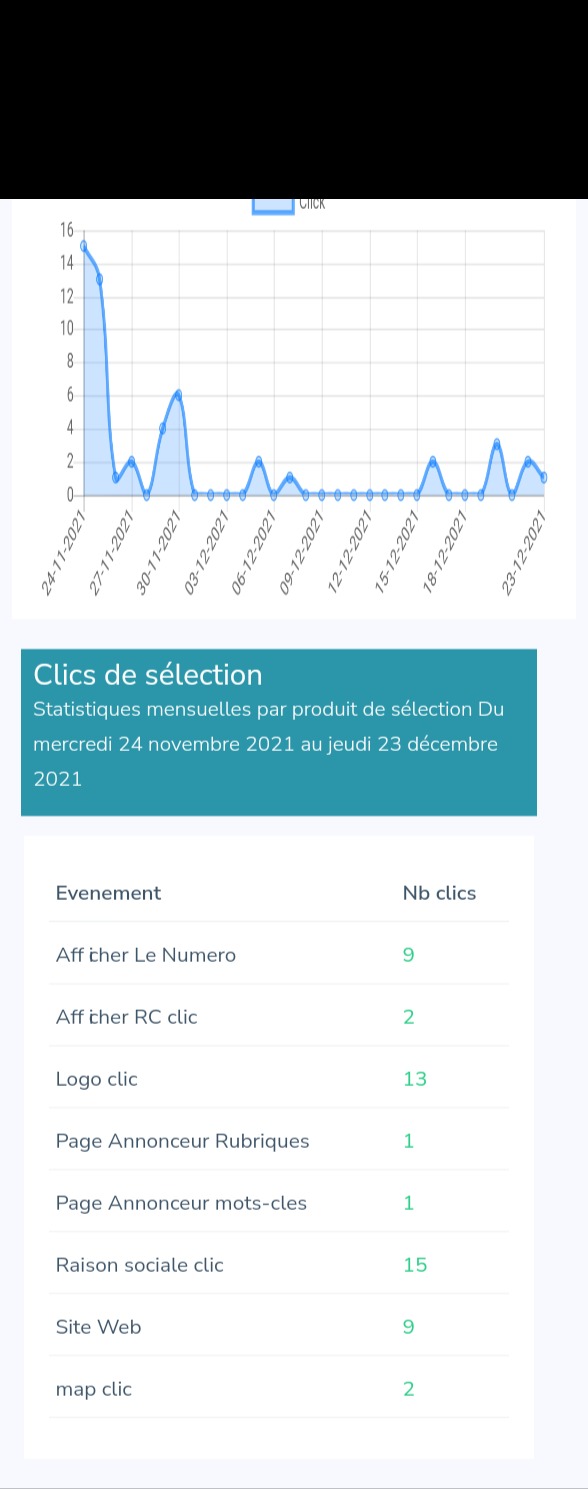 Click
16
14
12
10
8
6
4
2
0
24-11-2021
27-11-2021
30-11-2021
03-12-2021
06-12-2021
09-12-2021
12-12-2021
15-12-2021
18-12-2021
23-12-2021
Clics de sélection
Statistiques mensuelles par produit de sélection Du
mercredi 24 novembre 2021 au jeudi 23 décembre
2021
Evenement Nb clics
Afficher Le Numero 9
Afficher RC clic 2
Logo clic 13
Page Annonceur Rubriques 1
Page Annonceur mots-cles 1
Raison sociale clic 15
Site Web 9
map clic 2